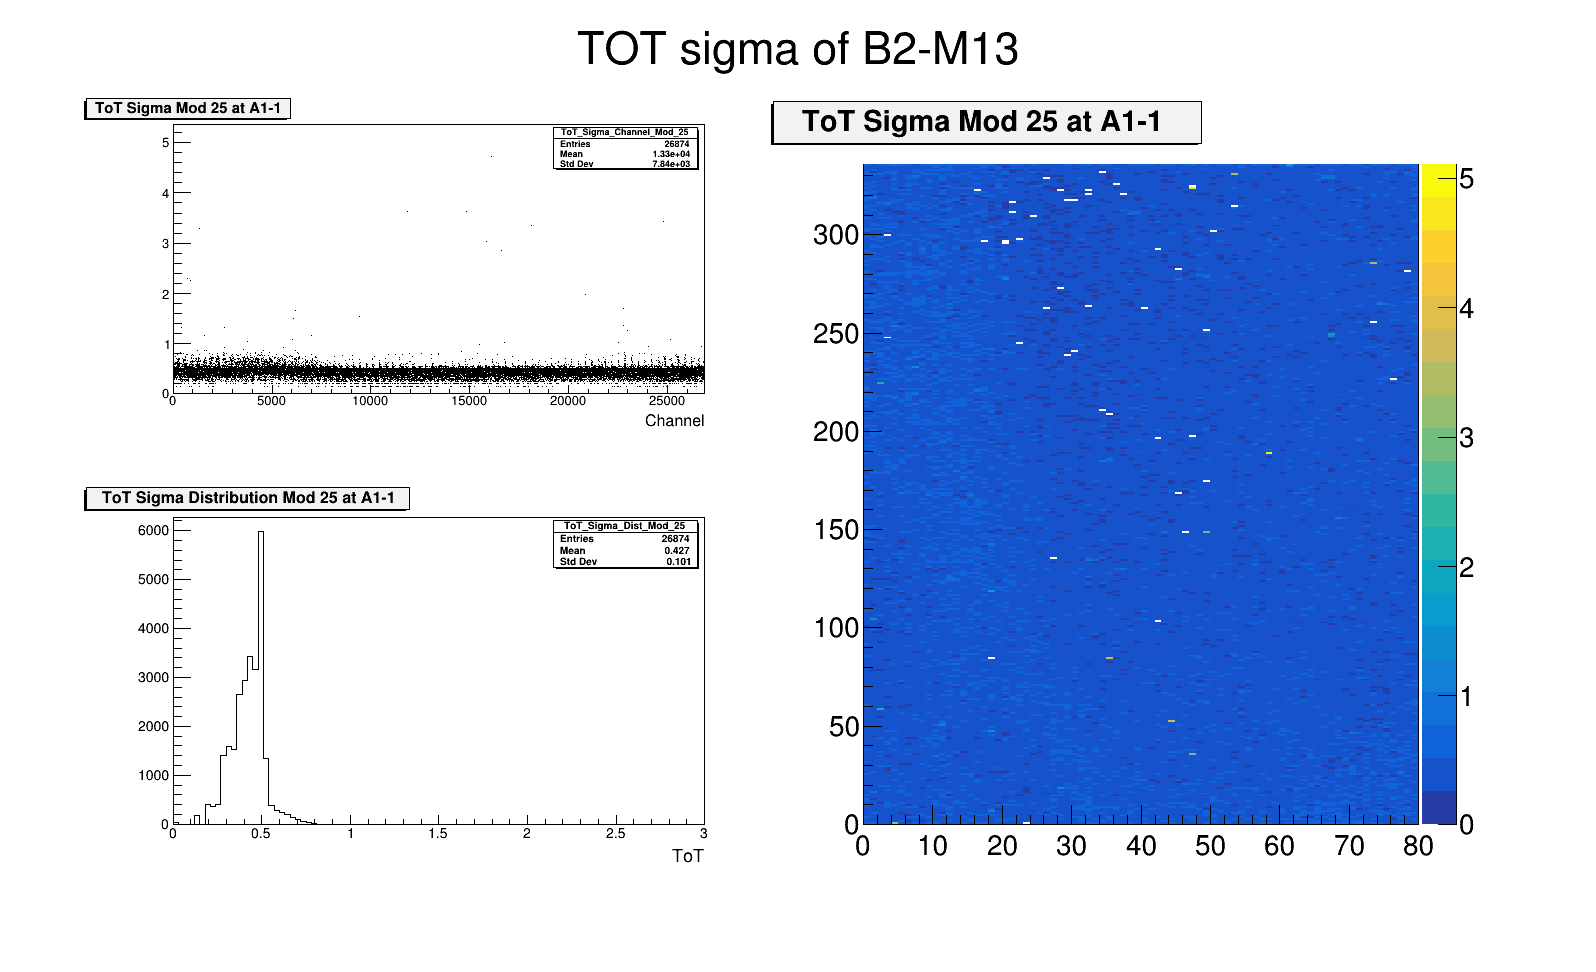 TOT sigma of B2-M13
ToT Sigma Mod 25 at A1-1
ToT_Sigma_Channel_Mod_25
Entries 26874
Mean 1.33e+04
Std Dev 7.84e+03
5
4
3
2
1
0
0 5000 10000 15000 20000 25000
Channel
ToT Sigma Distribution Mod 25 at A1-1
ToT_Sigma_Dist_Mod_25
Entries 26874
Mean 0.427
Std Dev 0.101
6000
5000
4000
3000
2000
1000
0
0 0.5 1 1.5 2 2.5 3
ToT
ToT Sigma Mod 25 at A1-1
300
250
200
150
100
50
0
0 10 20 30 40 50 60 70 80
5
4
3
2
1
0